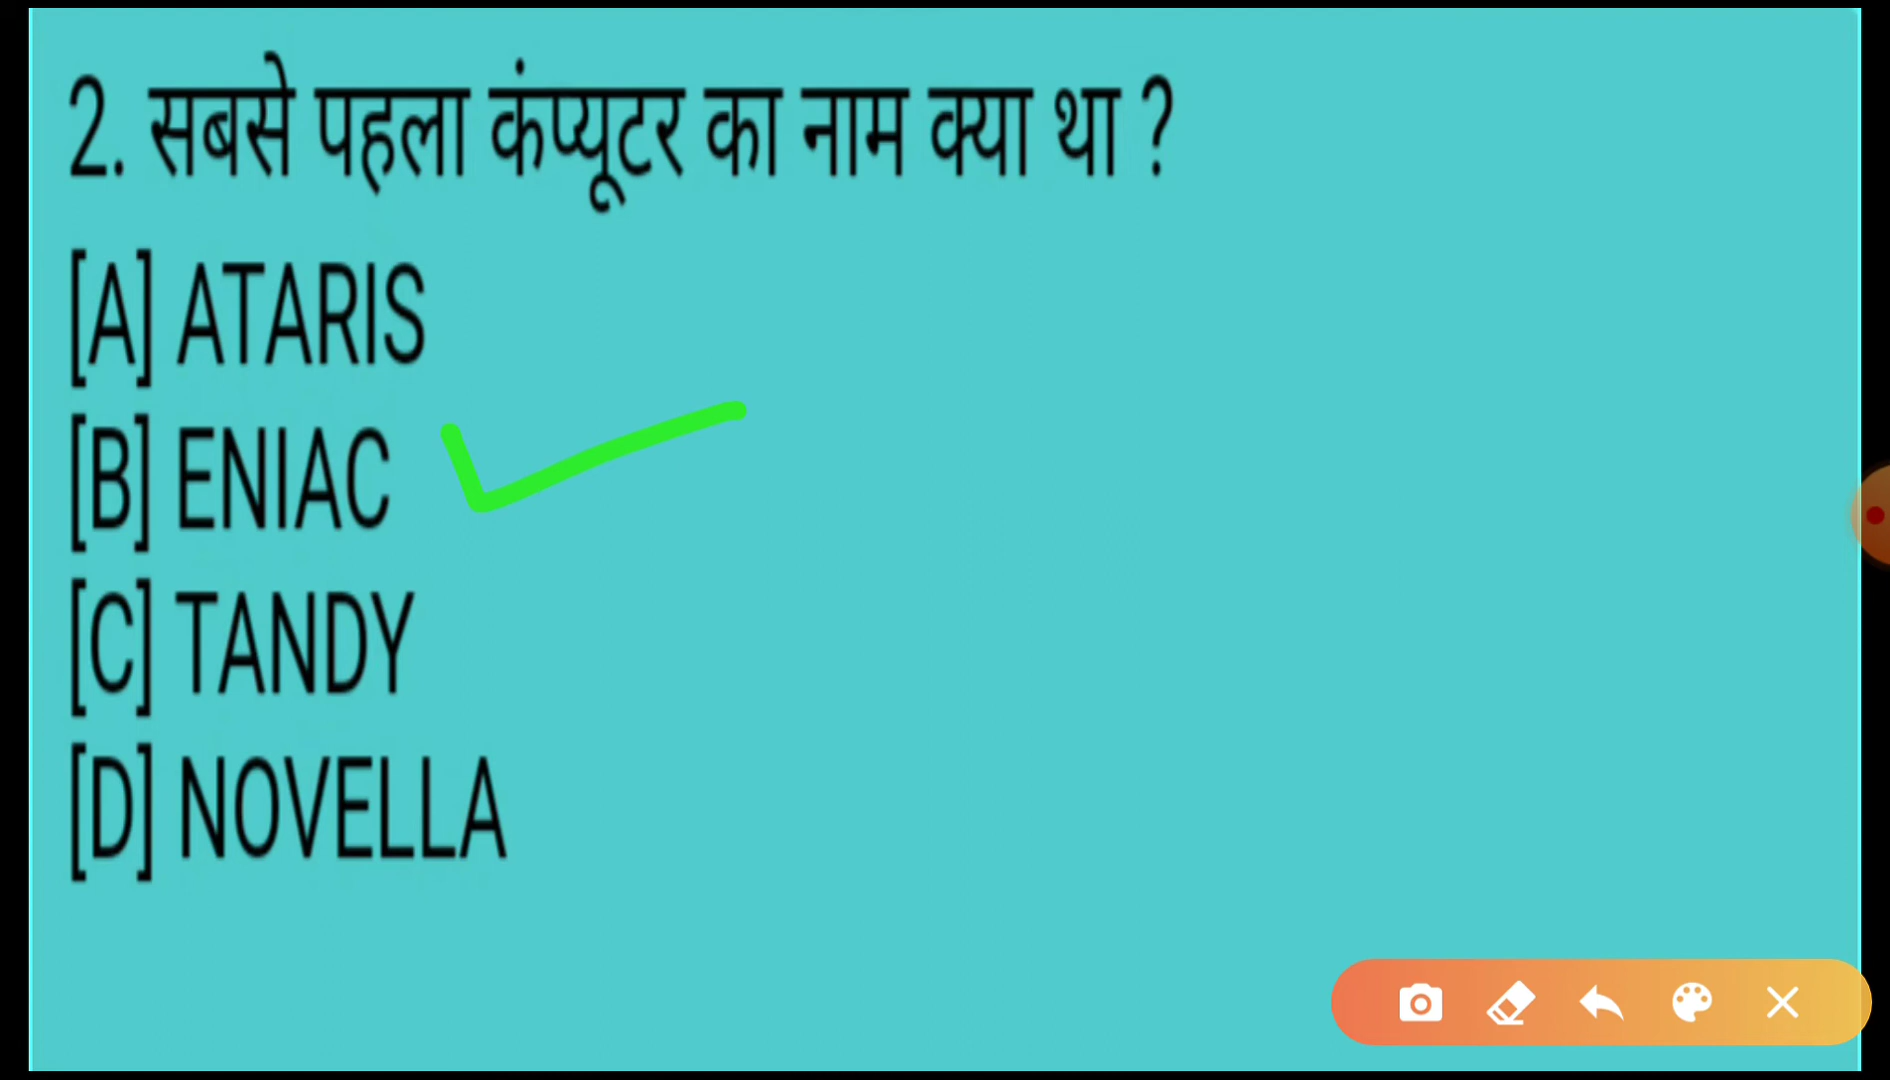 2. सबसे पहला कंप्यूटर का नाम क्या था ?
[A] ATARIS
[B] ENIAC
[C] TANDY
[D] NOVELLA